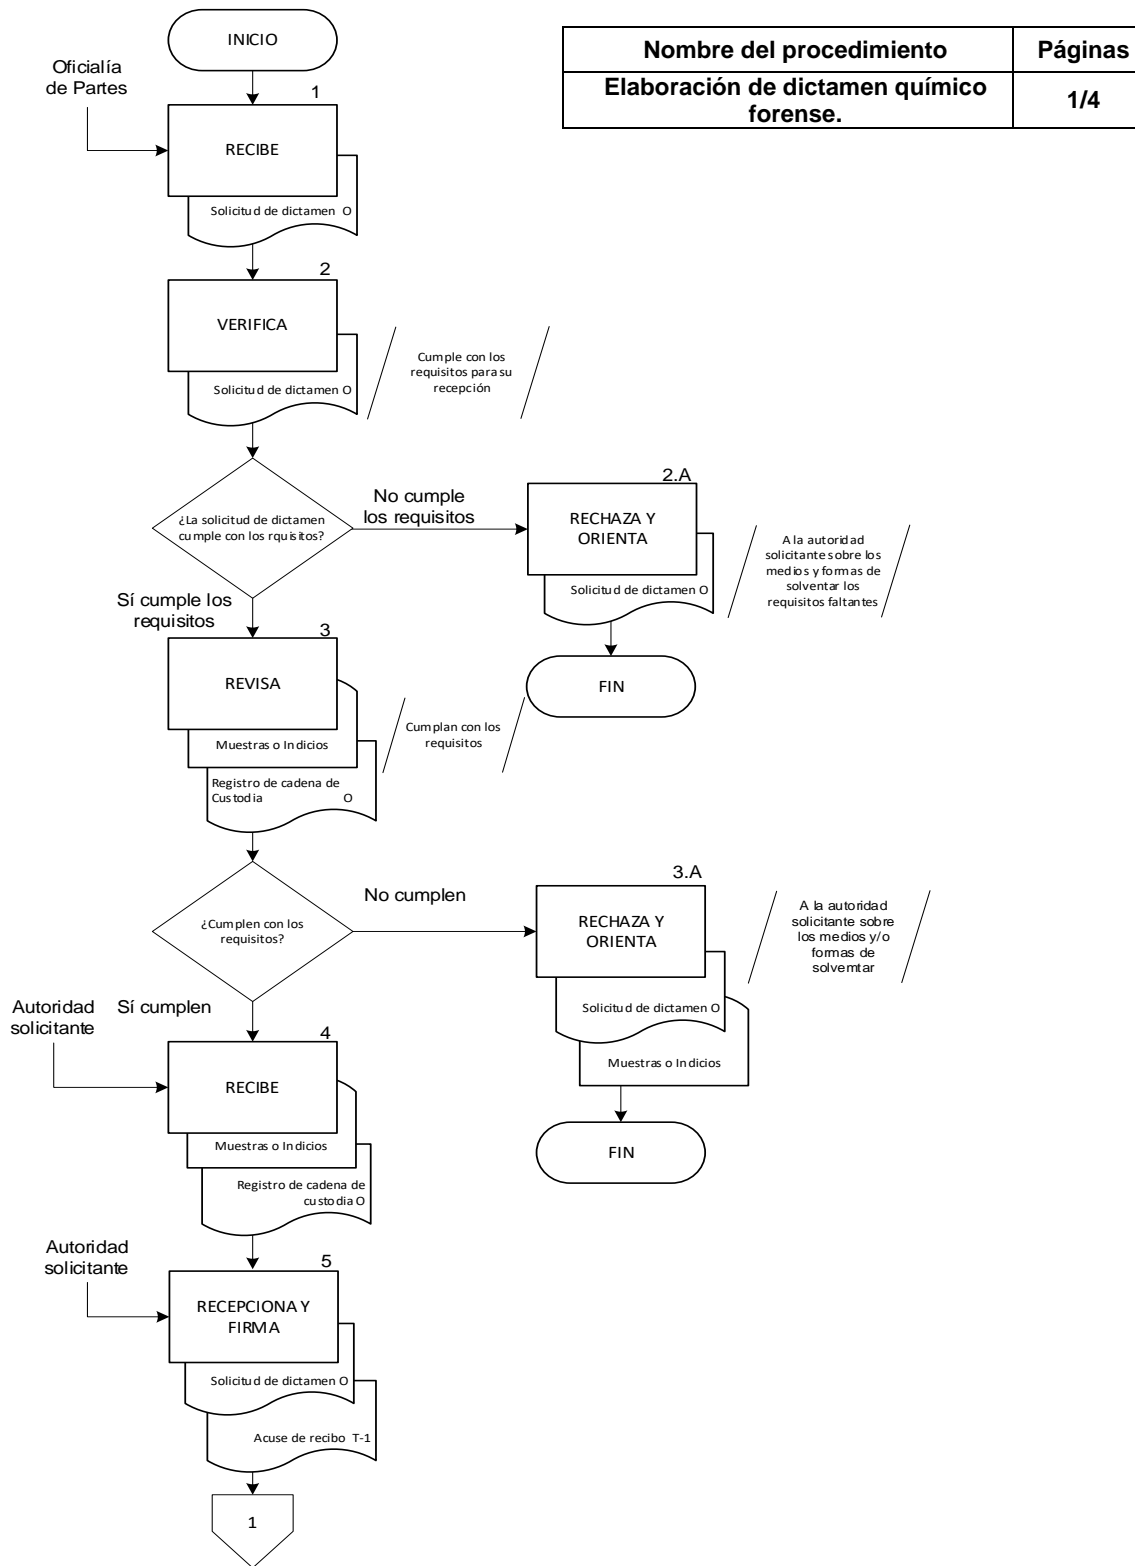 INICIO
Nombre del procedimiento
Páginas
Elaboración de dictamen químico
forense.
1/4
Oficialía
de Partes
1
RECIBE
Solicitud de dictamen O
2
VERIFICA
Solicitud de dictamen O
Cumple con los
requisitos para su
recepción
¿La solicitud de dictamen
cumple con los rquisitos?
No cumple
los requisitos
2.A
RECHAZA Y
ORIENTA
Solicitud de dictamen O
A la autoridad
solicitante sobre los
medios y formas de
solventar los
requisitos faltantes
FIN
Sí cumple los
requisitos
3
REVISA
Muestras o Indicios
Registro de cadena de
Custodia O
Cumplan con los
requisitos
¿Cumplen con los
requisitos?
No cumplen
3.A
RECHAZA Y
ORIENTA
Solicitud de dictamen O
Muestras o Indicios
A la autoridad
solicitante sobre
los medios y/o
formas de
solvemtar
FIN
Sí cumplen
Autoridad
solicitante
4
RECIBE
Muestras o Indicios
Registro de cadena de
custodia O
Autoridad
solicitante
5
RECEPCIONA Y
FIRMA
Solicitud de dictamen O
Acuse de recibo T-1
1